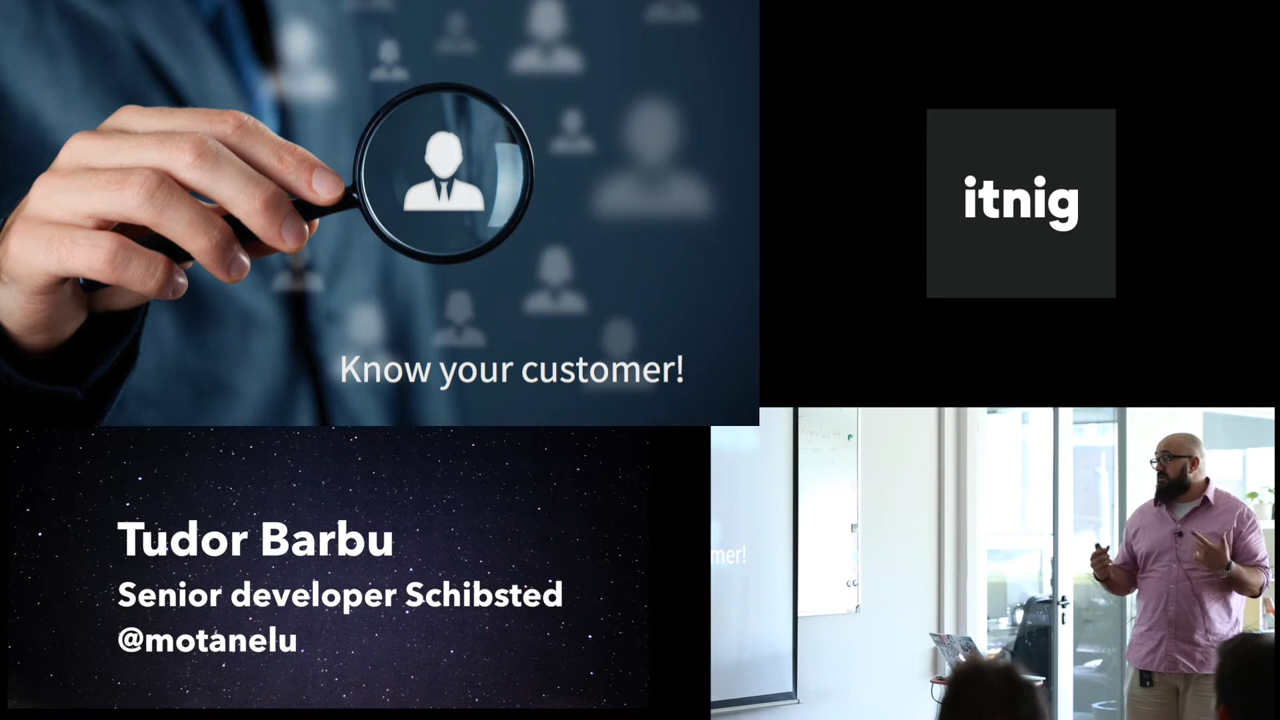 Know your customer!
itnig
Tudor Barbu
Senior developer Schibsted
@motanelu
mer!